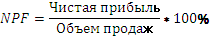 NPF = Чистая прибыль / Объем продаж * 100%